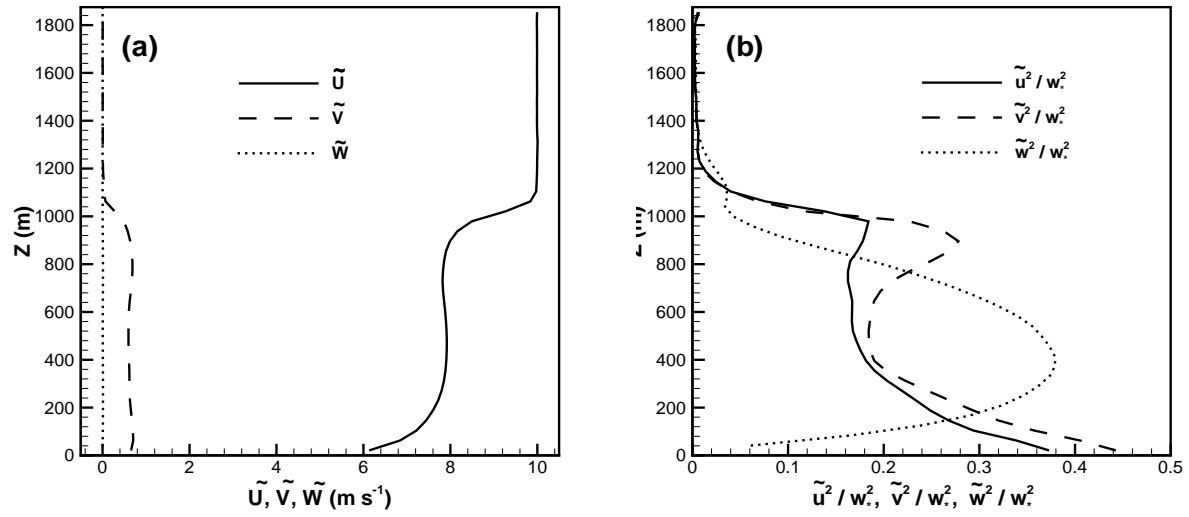 (a)
Ũ
Ṽ
W̃
1800
1600
1400
1200
1000
800
600
400
200
0
Z (m)
0 2 4 6 8 10
Ũ, Ṽ, W̃ (m s⁻¹)
(b)
ũ² / w*²
ṽ² / w*²
w̃² / w*²
1800
1600
1400
1200
1000
800
600
400
200
0
Z (m)
0 0.1 0.2 0.3 0.4 0.5
ũ² / w*², ṽ² / w*², w̃² / w*²